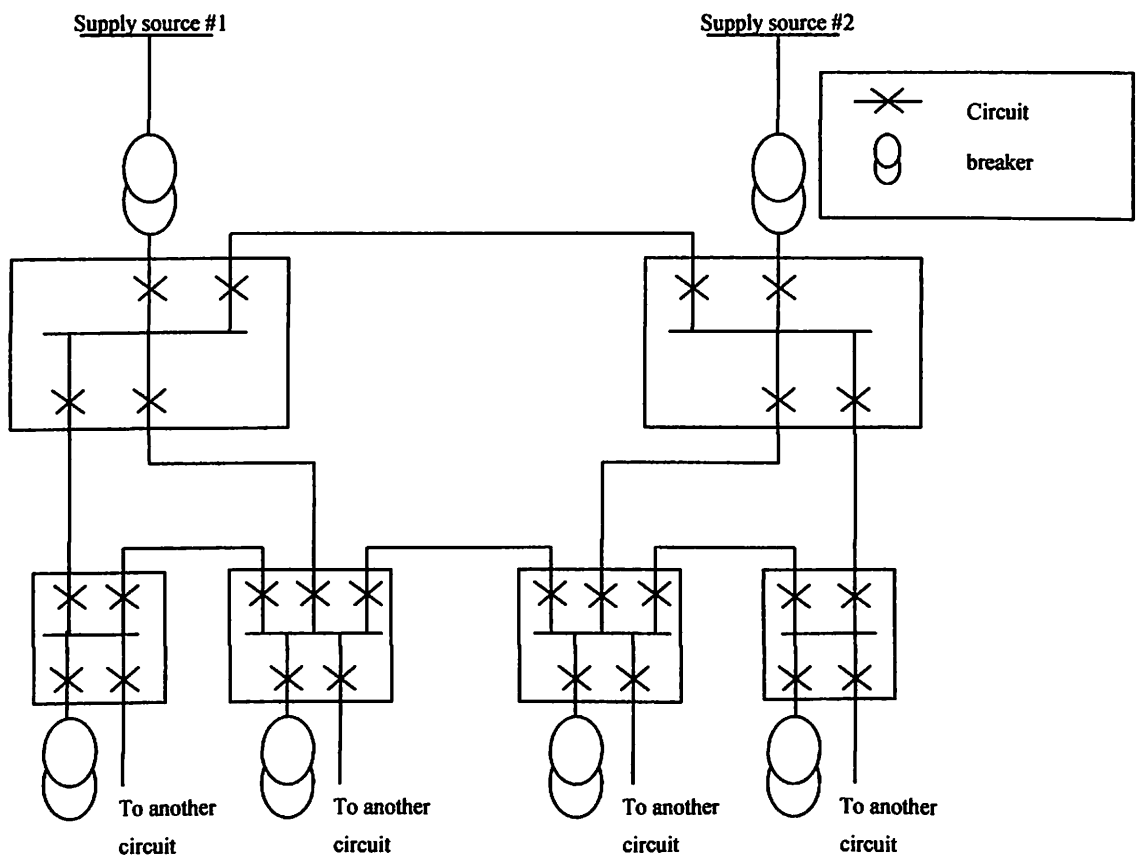 Supply source #1
Supply source #2
Circuit
breaker
To another
circuit
To another
circuit
To another
circuit
To another
circuit